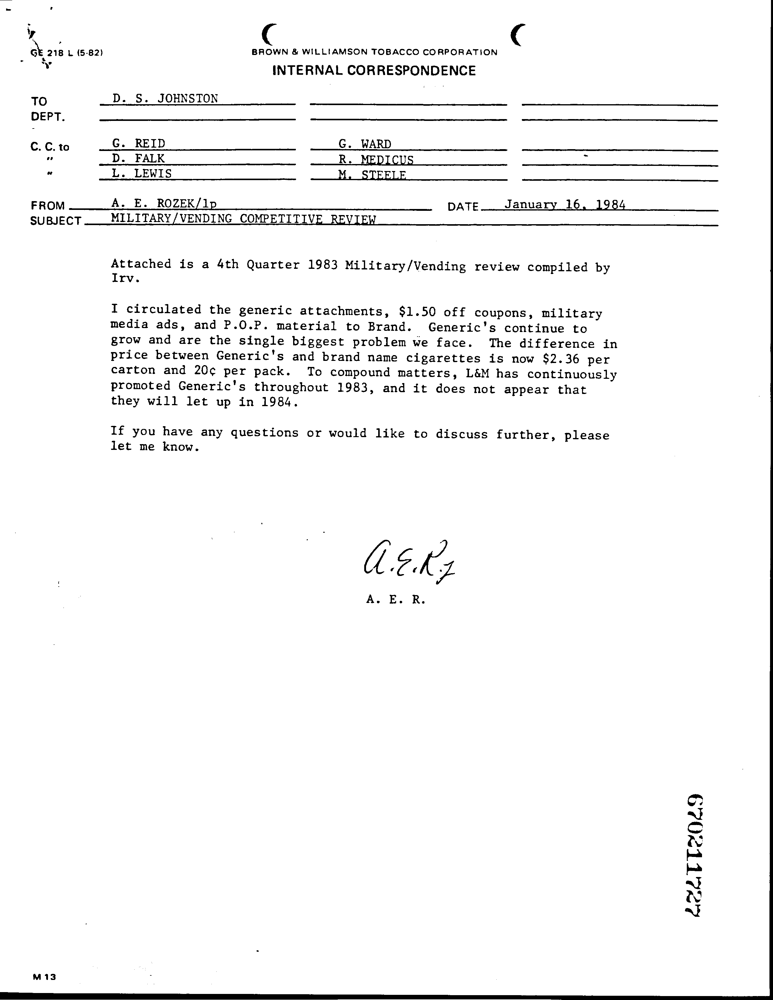 GE 218 L (5-82)
BROWN & WILLIAMSON TOBACCO CORPORATION
INTERNAL CORRESPONDENCE
TO D. S. JOHNSTON
DEPT.
C. C. to G. REID G. WARD
" D. FALK R. MEDICUS
" L. LEWIS M. STEELE
FROM A. E. ROZEK/lp DATE January 16, 1984
SUBJECT MILITARY/VENDING COMPETITIVE REVIEW
Attached is a 4th Quarter 1983 Military/Vending review compiled by
Irv.
I circulated the generic attachments, $1.50 off coupons, military
media ads, and P.O.P. material to Brand. Generic's continue to
grow and are the single biggest problem we face. The difference in
price between Generic's and brand name cigarettes is now $2.36 per
carton and 20¢ per pack. To compound matters, L&M has continuously
promoted Generic's throughout 1983, and it does not appear that
they will let up in 1984.
If you have any questions or would like to discuss further, please
let me know.
A.E.R.
A. E. R.
670211727
M 13